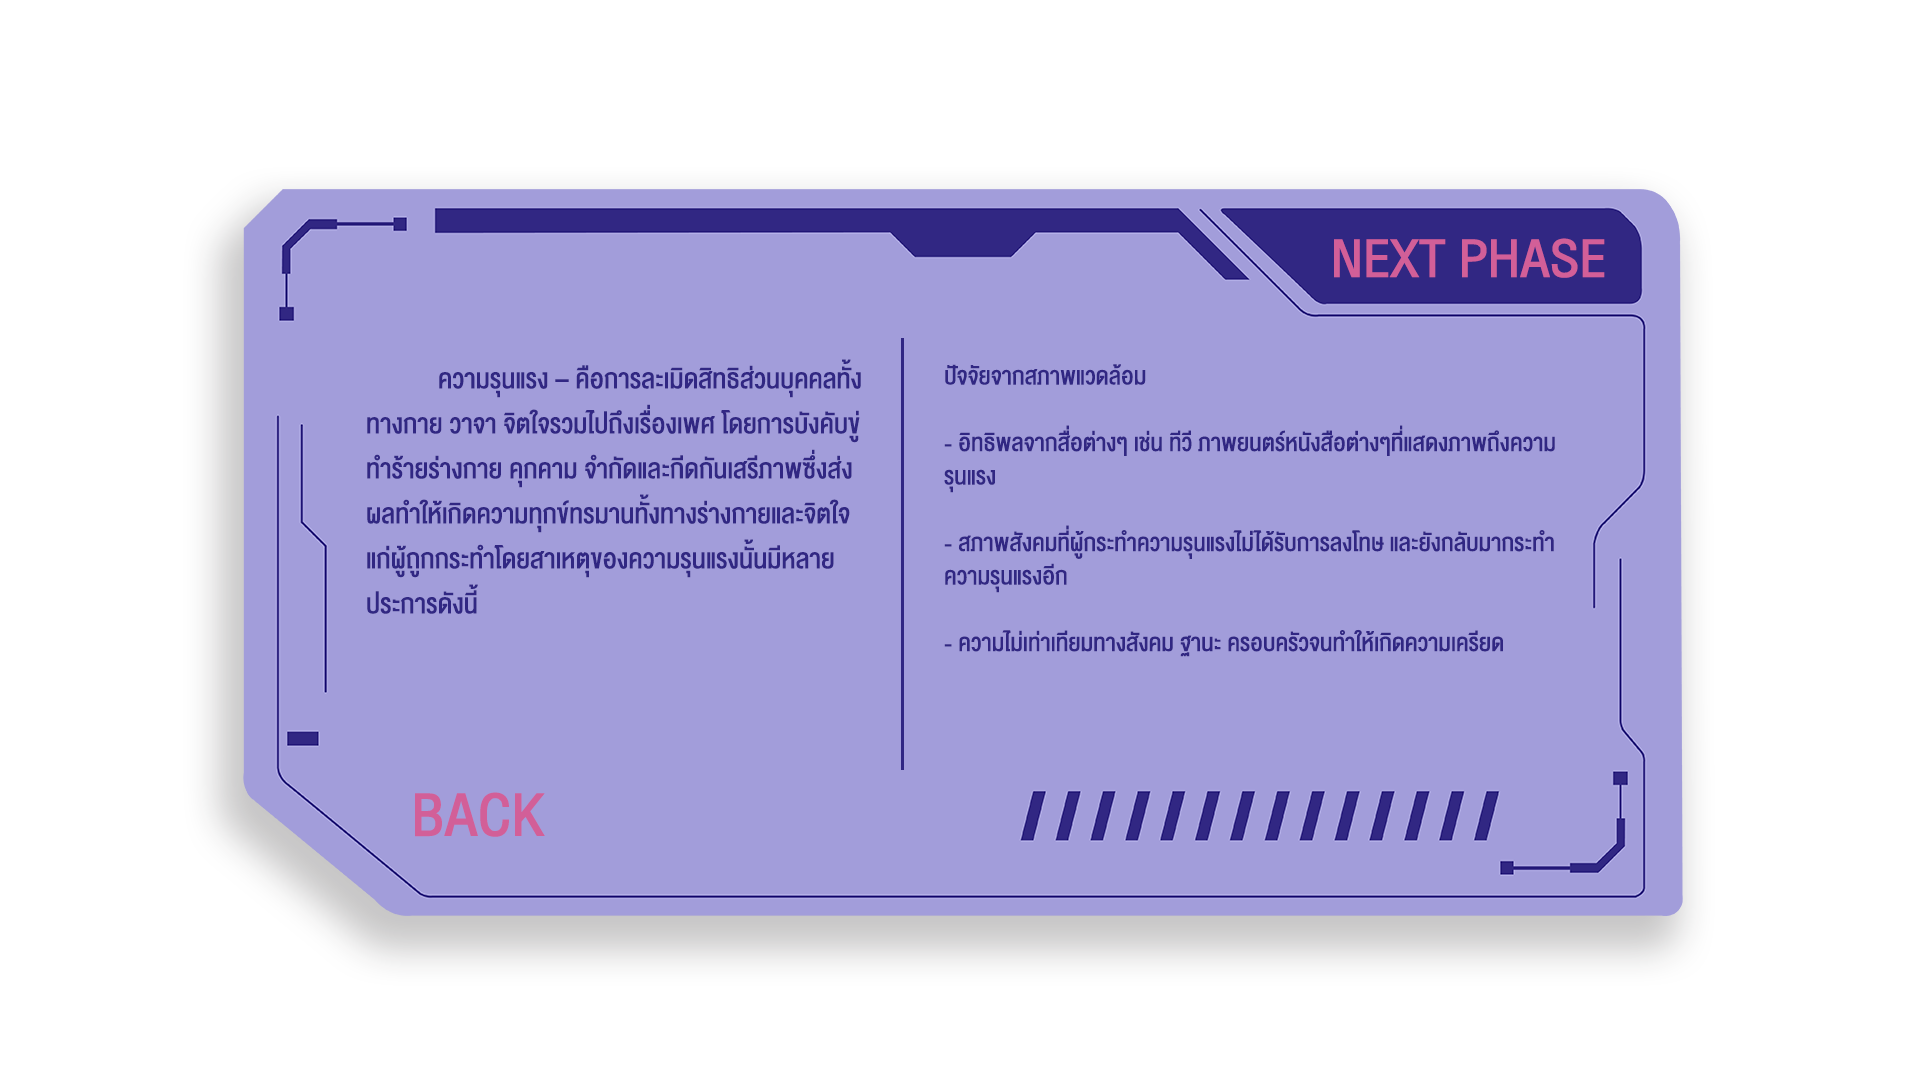 NEXT PHASE
ความรุนแรง – คือการละเมิดสิทธิส่วนบุคคลทั้ง
ทางกาย วาจา จิตใจรวมไปถึงเรื่องเพศ โดยการบังคับขู่
ทำร้ายร่างกาย คุกคาม จำกัดและกีดกันเสรีภาพซึ่งส่ง
ผลทำให้เกิดความทุกข์ทรมานทั้งทางร่างกายและจิตใจ
แก่ผู้ถูกกระทำโดยสาเหตุของความรุนแรงนั้นมีหลาย
ประการดังนี้
ปัจจัยจากสภาพแวดล้อม
- อิทธิพลจากสื่อต่างๆ เช่น ทีวี ภาพยนตร์หนังสือต่างๆที่แสดงภาพถึงความ
รุนแรง
- สภาพสังคมที่ผู้กระทำความรุนแรงไม่ได้รับการลงโทษ และยังกลับมากระทำ
ความรุนแรงอีก
- ความไม่เท่าเทียมทางสังคม ฐานะ ครอบครัวจนทำให้เกิดความเครียด
BACK